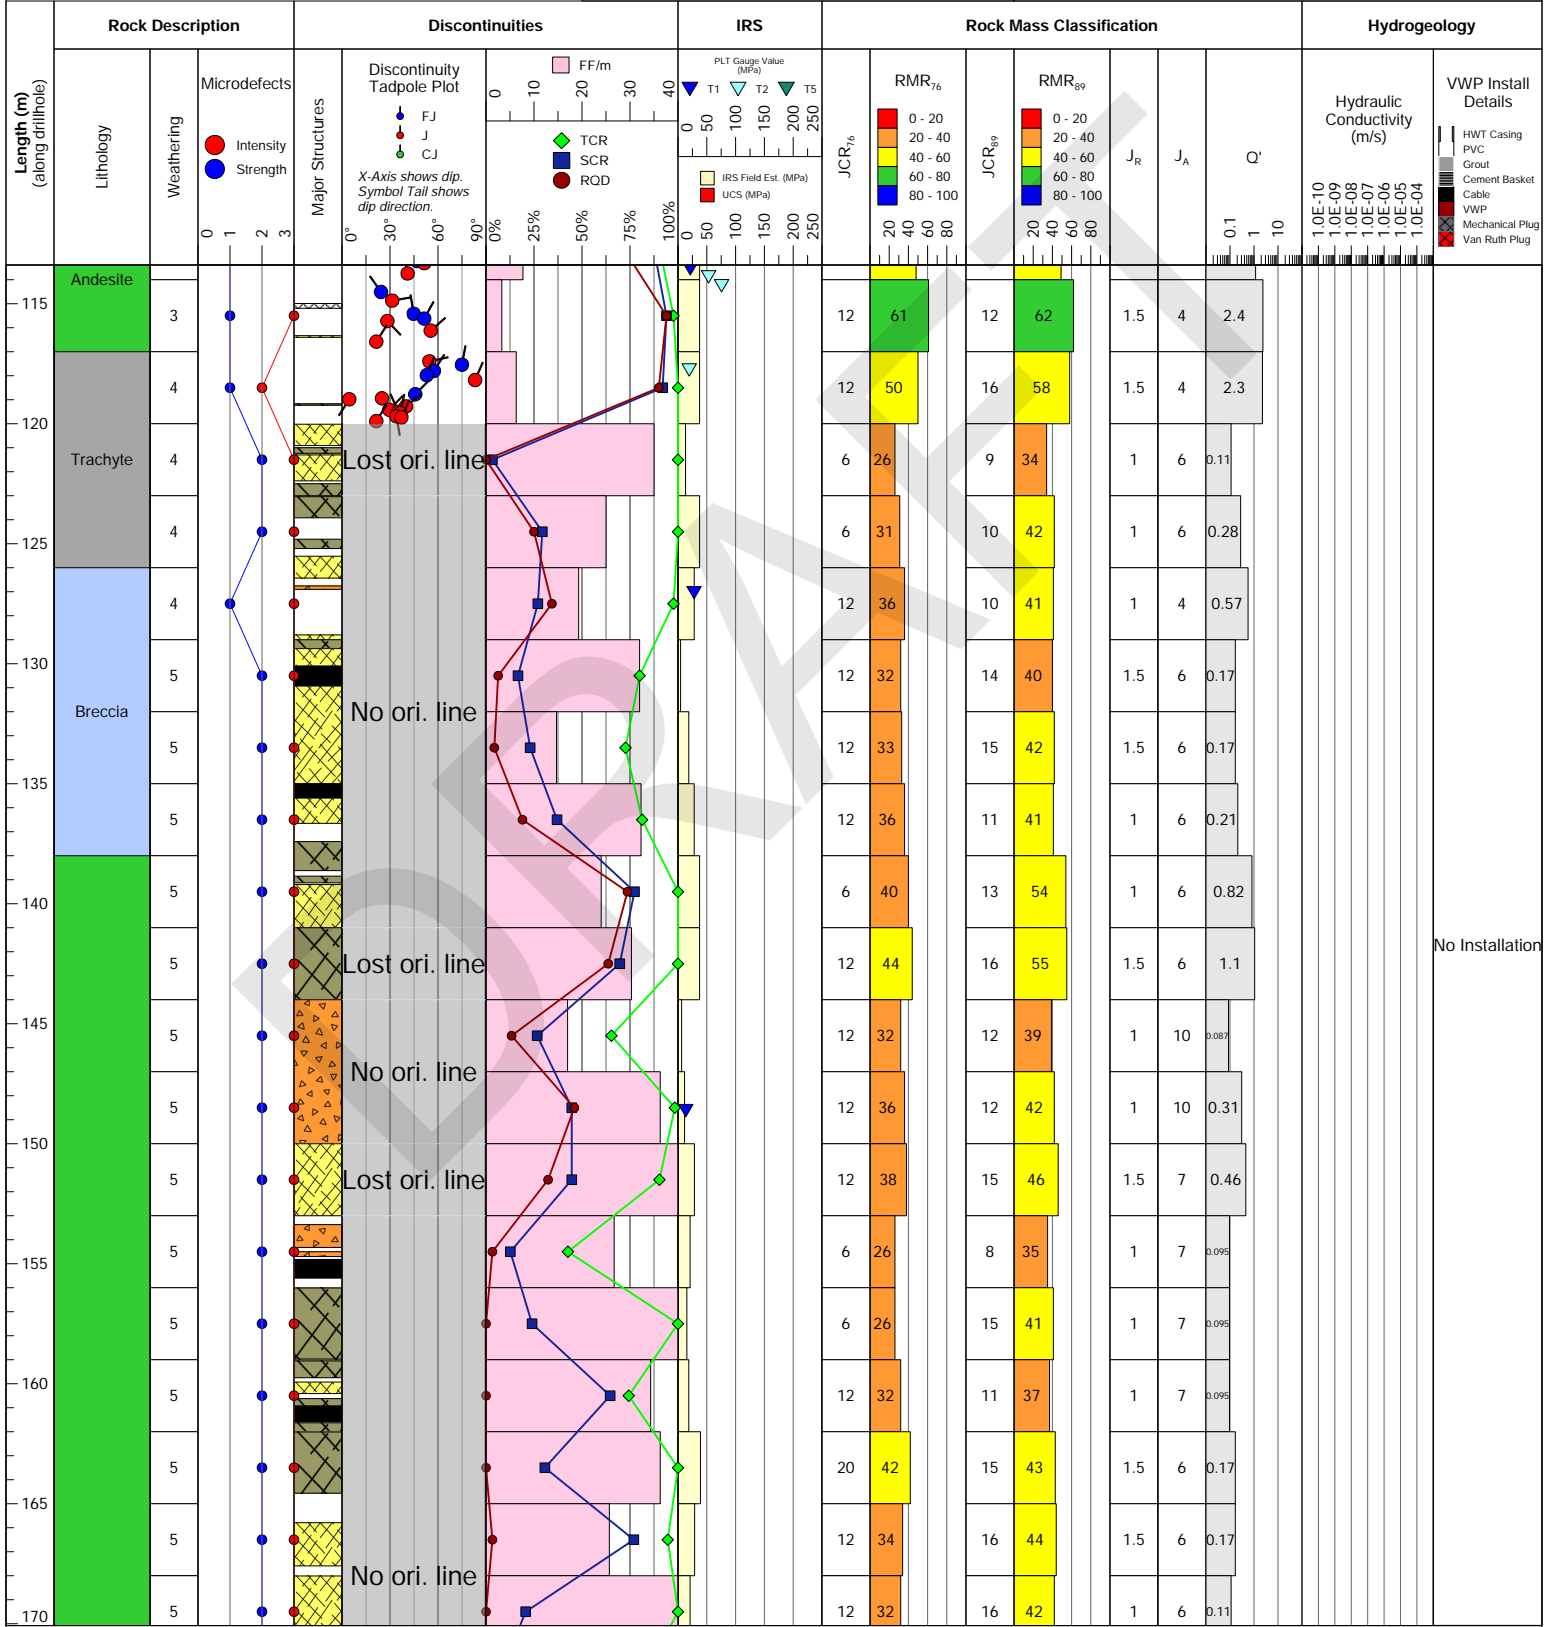 Rock Description Discontinuities IRS Rock Mass Classification Hydrogeology
Length (m)
(along drillhole)
Lithology
Weathering
Microdefects
Intensity
Strength
0 1 2 3
Major Structures
Discontinuity
Tadpole Plot
FJ
J
CJ
X-Axis shows dip.
Symbol Tail shows
dip direction.
0° 30° 60° 90°
FF/m
0 10 20 30 40
TCR
SCR
RQD
0% 25% 50% 75% 100%
PLT Gauge Value
(MPa)
T1 T2 T5
0 50 100 150 200 250
IRS Field Est. (MPa)
UCS (MPa)
0 50 100 150 200 250
JCR76
RMR76
0 - 20
20 - 40
40 - 60
60 - 80
80 - 100
20 40 60 80
JCR89
RMR89
0 - 20
20 - 40
40 - 60
60 - 80
80 - 100
20 40 60 80
JR
JA
Q'
0.1 1 10
Hydraulic
Conductivity
(m/s)
1.0E-10 1.0E-09 1.0E-08 1.0E-07 1.0E-06 1.0E-05 1.0E-04
VWP Install
Details
HWT Casing
PVC
Grout
Cement Basket
Cable
VWP
Mechanical Plug
Van Ruth Plug
Andesite
115
3 12 61 12 62 1.5 4 2.4
4 12 50 16 58 1.5 4 2.3
120
Trachyte 4 Lost ori. line 6 26 9 34 1 6 0.11
4 6 31 10 42 1 6 0.28
125
4 12 36 10 41 1 4 0.57
130
5 12 32 14 40 1.5 6 0.17
Breccia No ori. line
5 12 33 15 42 1.5 6 0.17
135
5 12 36 11 41 1 6 0.21
5 6 40 13 54 1 6 0.82
140
No Installation
5 Lost ori. line 12 44 16 55 1.5 6 1.1
145
5 12 32 12 39 1 10 0.087
No ori. line
5 12 36 12 42 1 10 0.31
150
5 Lost ori. line 12 38 15 46 1.5 7 0.46
5 6 26 8 35 1 7 0.095
155
5 6 26 15 41 1 7 0.095
160
5 12 32 11 37 1 7 0.095
5 20 42 15 43 1.5 6 0.17
165
5 12 34 16 44 1.5 6 0.17
No ori. line
5 12 32 16 42 1 6 0.11
170
DRAFT